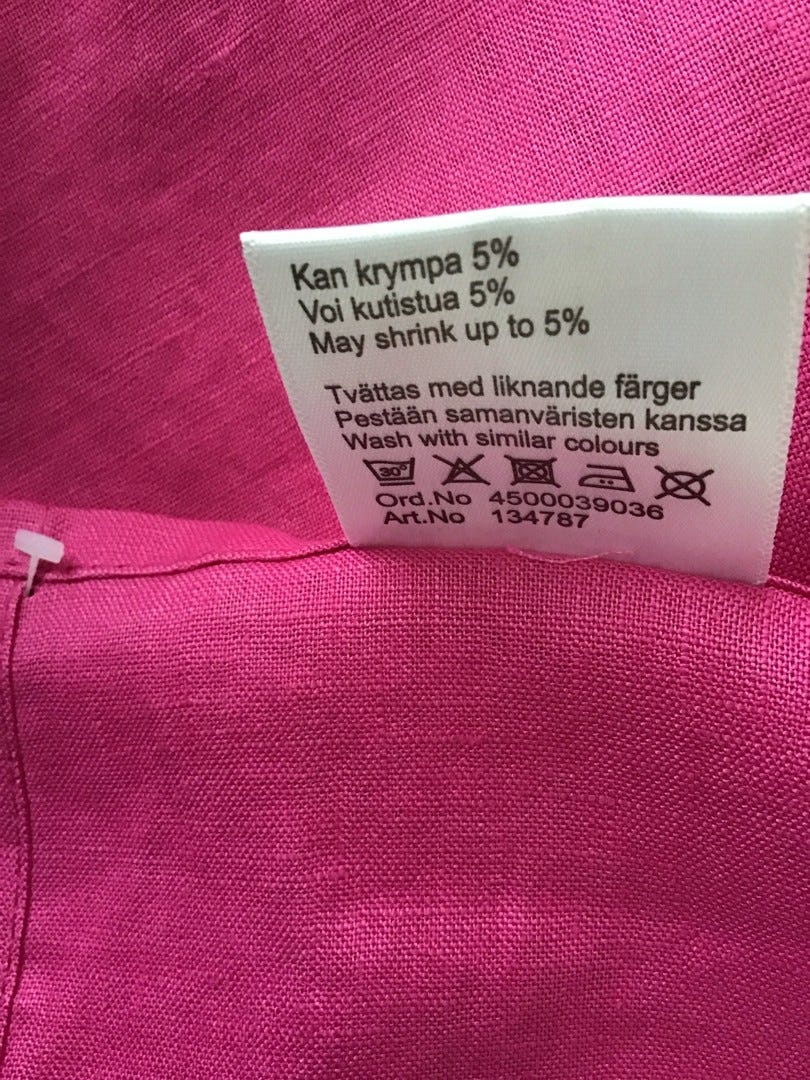 Kan krympa 5%
Voi kutistua 5%
May shrink up to 5%
Tvättas med liknande färger
Pestään samanväristen kanssa
Wash with similar colours
30°
Ord.No 4500039036
Art.No 134787